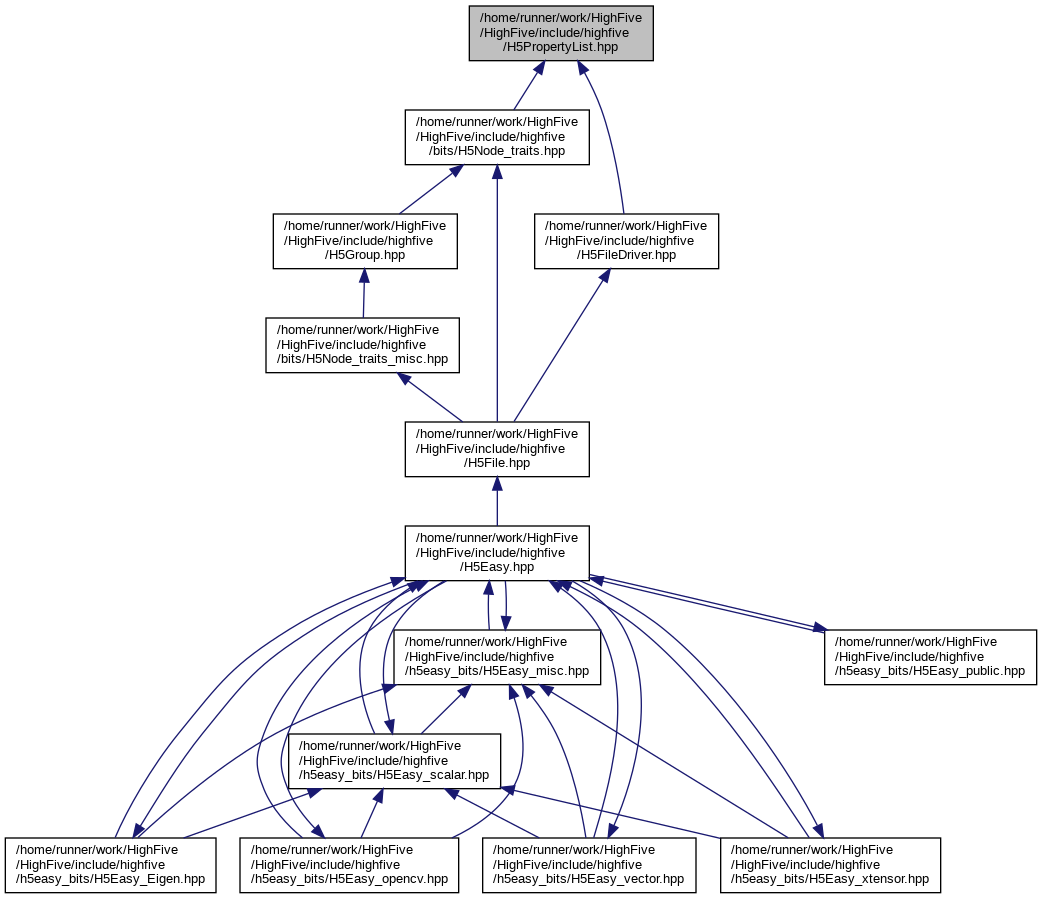 /home/runner/work/HighFive
/HighFive/include/highfive
/H5PropertyList.hpp
/home/runner/work/HighFive
/HighFive/include/highfive
/bits/H5Node_traits.hpp
/home/runner/work/HighFive
/HighFive/include/highfive
/H5Group.hpp
/home/runner/work/HighFive
/HighFive/include/highfive
/H5FileDriver.hpp
/home/runner/work/HighFive
/HighFive/include/highfive
/bits/H5Node_traits_misc.hpp
/home/runner/work/HighFive
/HighFive/include/highfive
/H5File.hpp
/home/runner/work/HighFive
/HighFive/include/highfive
/H5Easy.hpp
/home/runner/work/HighFive
/HighFive/include/highfive
/h5easy_bits/H5Easy_misc.hpp
/home/runner/work/HighFive
/HighFive/include/highfive
/h5easy_bits/H5Easy_public.hpp
/home/runner/work/HighFive
/HighFive/include/highfive
/h5easy_bits/H5Easy_scalar.hpp
/home/runner/work/HighFive
/HighFive/include/highfive
/h5easy_bits/H5Easy_Eigen.hpp
/home/runner/work/HighFive
/HighFive/include/highfive
/h5easy_bits/H5Easy_opencv.hpp
/home/runner/work/HighFive
/HighFive/include/highfive
/h5easy_bits/H5Easy_vector.hpp
/home/runner/work/HighFive
/HighFive/include/highfive
/h5easy_bits/H5Easy_xtensor.hpp